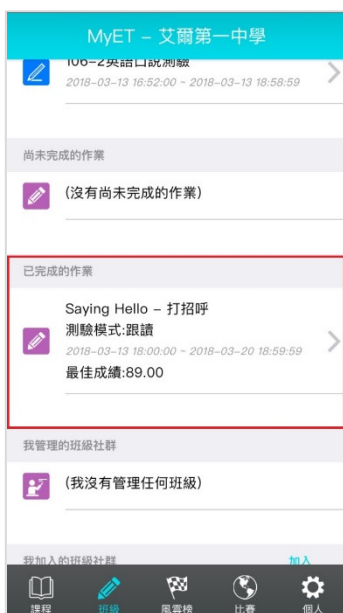 MyET – 艾爾第一中學
106-2英語口說測驗
2018-03-13 16:52:00 ~ 2018-03-13 18:58:59
尚未完成的作業
(沒有尚未完成的作業)
已完成的作業
Saying Hello – 打招呼
測驗模式:跟讀
2018-03-13 18:00:00 ~ 2018-03-20 18:59:59
最佳成績:89.00
我管理的班級社群
(我沒有管理任何班級)
我加入的班級社群 加入
課程 班級 風雲榜 比賽 個人